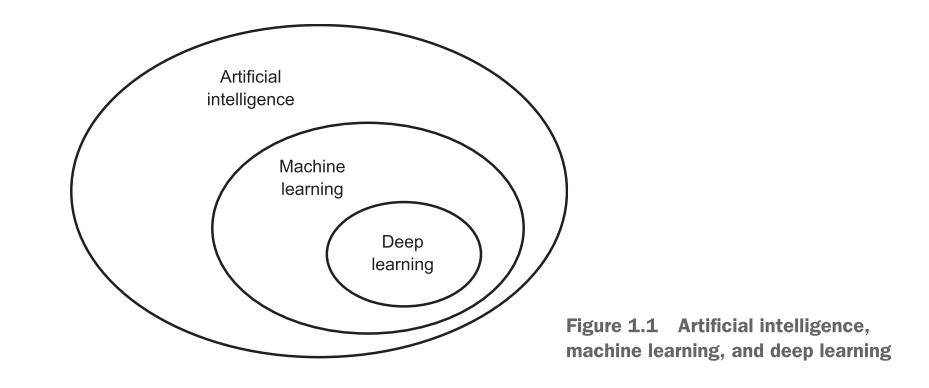 Artificial
intelligence
Machine
learning
Deep
learning
Figure 1.1 Artificial intelligence,
machine learning, and deep learning